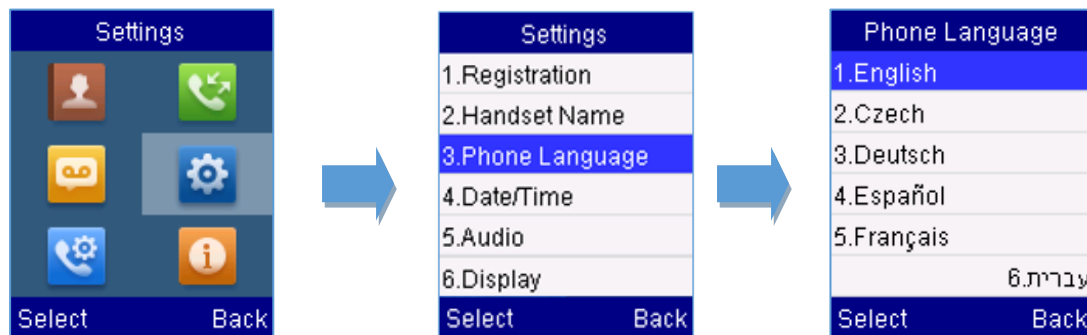 Settings
Select Back
Settings
1.Registration
2.Handset Name
3.Phone Language
4.Date/Time
5.Audio
6.Display
Select Back
Phone Language
1.English
2.Czech
3.Deutsch
4.Español
5.Français
6.עברית
Select Back